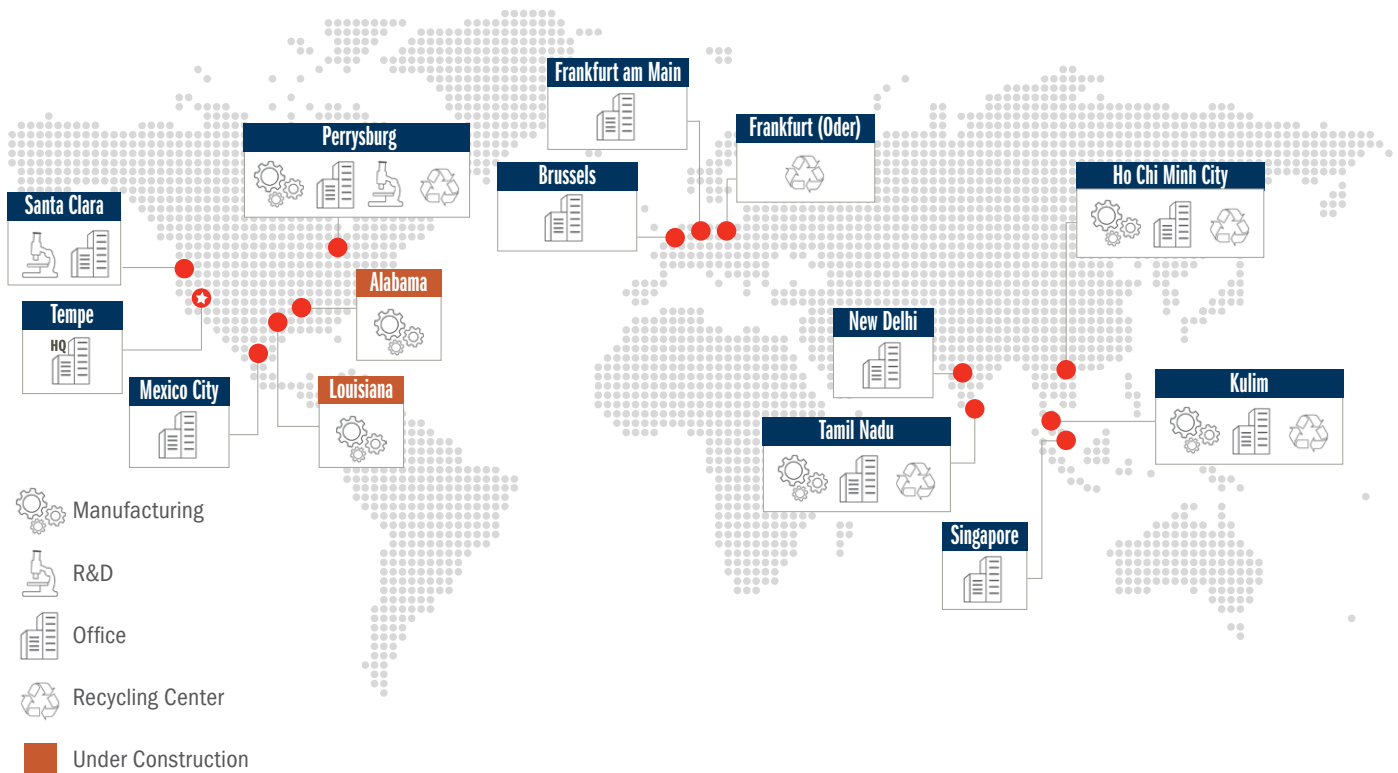 Frankfurt am Main
Frankfurt (Oder)
Perrysburg
Brussels
Ho Chi Minh City
Santa Clara
Alabama
Tempe
HQ
New Delhi
Mexico City
Louisiana
Kulim
Tamil Nadu
Singapore
Manufacturing
R&D
Office
Recycling Center
Under Construction